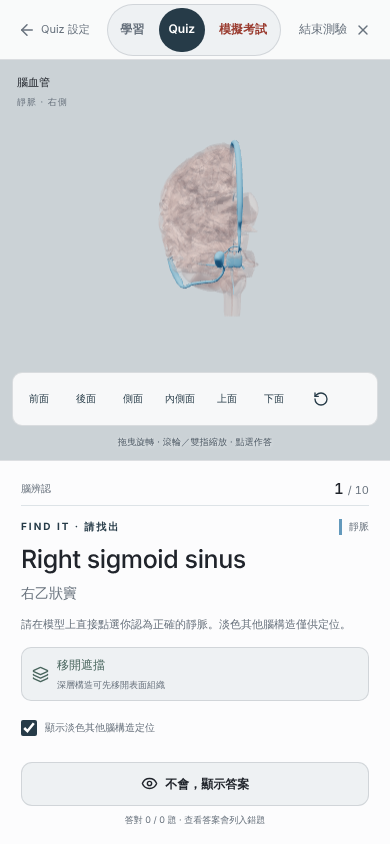 Quiz 設定
學習
Quiz
模擬考試
結束測驗
腦血管
靜脈 · 右側
前面
後面
側面
內側面
上面
下面
拖曳旋轉 · 滾輪／雙指縮放 · 點選作答
腦辨認
1 / 10
FIND IT · 請找出
靜脈
Right sigmoid sinus
右乙狀竇
請在模型上直接點選你認為正確的靜脈。淡色其他腦構造僅供定位。
移開遮擋
深層構造可先移開表面組織
顯示淡色其他腦構造定位
不會，顯示答案
答對 0 / 0 題 · 查看答案會列入錯題